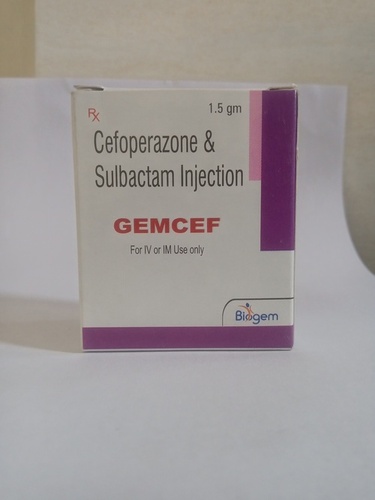 Rx
1.5 gm
Cefoperazone &
Sulbactam Injection
GEMCEF
For IV or IM Use only
Biogem